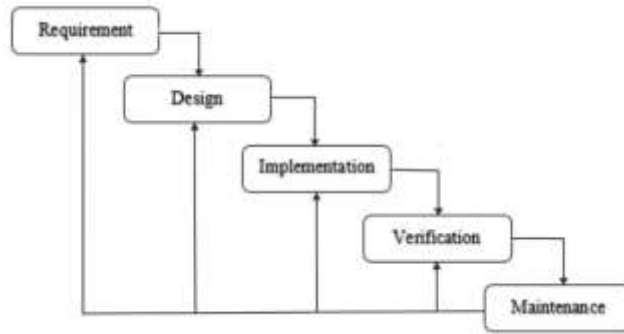 Requirement
Design
Implementation
Verification
Maintenance